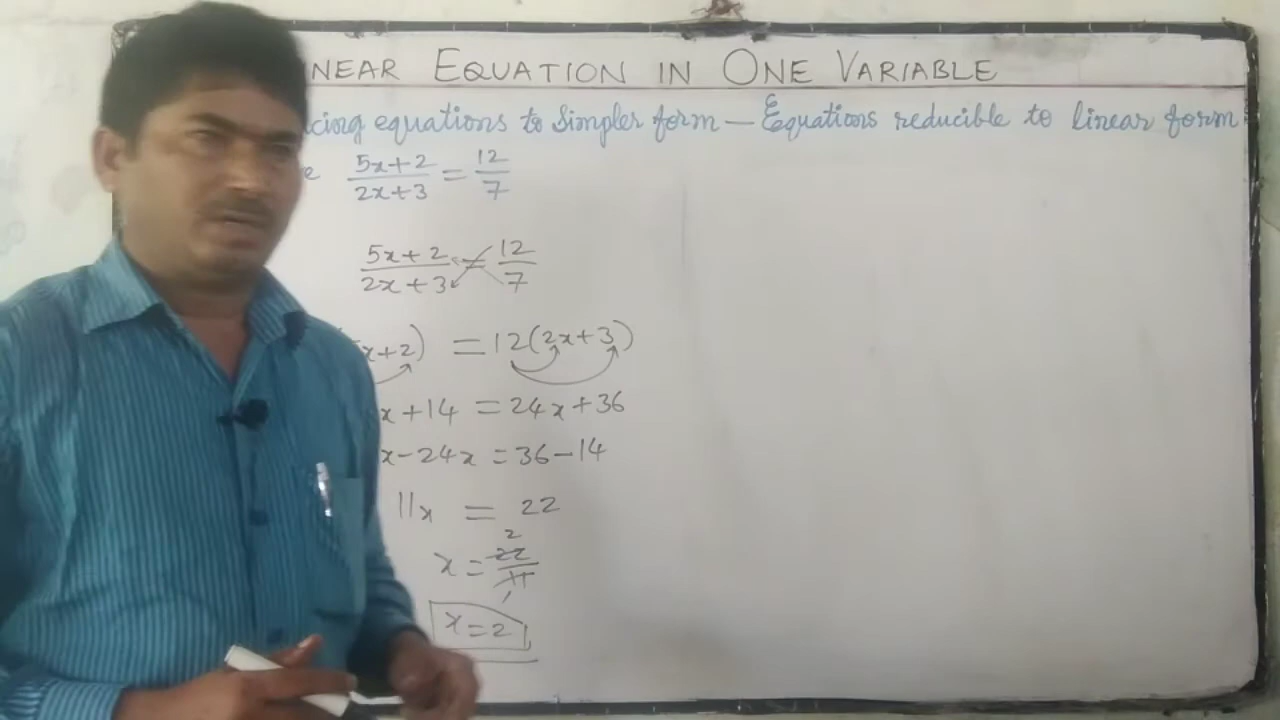 NEAR EQUATION IN ONE VARIABLE
cing equations to simpler form — Equations reducible to linear form
e (5x+2)/(2x+3) = 12/7
(5x+2)/(2x+3) = 12/7
x+2) = 12(2x+3)
x+14 = 24x+36
x-24x = 36-14
11x = 22
x = 22/11 2 1
x=2